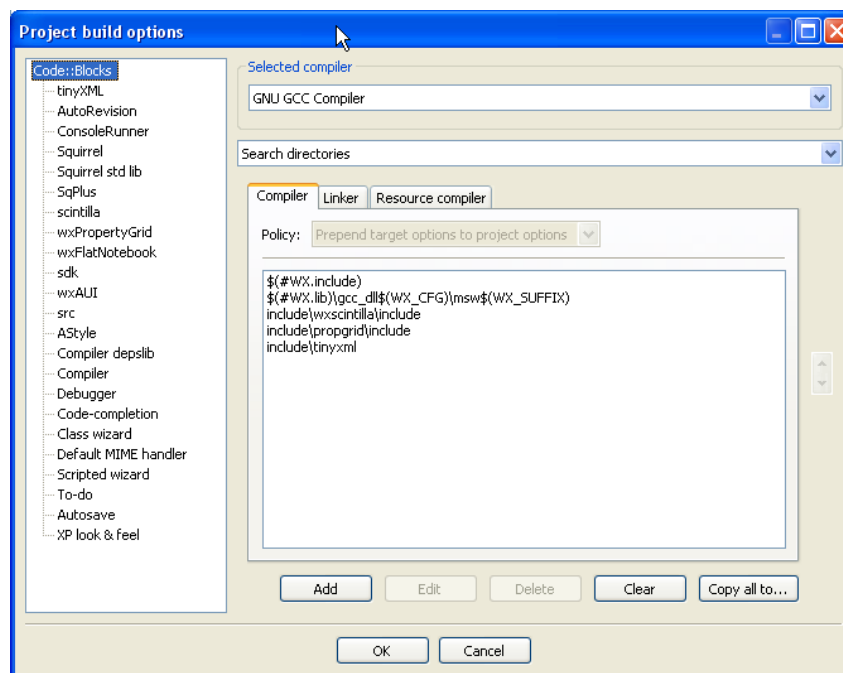 Project build options
Code::Blocks
tinyXML
AutoRevision
ConsoleRunner
Squirrel
Squirrel std lib
SqPlus
scintilla
wxPropertyGrid
wxFlatNotebook
sdk
wxAUI
src
AStyle
Compiler depslib
Compiler
Debugger
Code-completion
Class wizard
Default MIME handler
Scripted wizard
To-do
Autosave
XP look & feel
Selected compiler
GNU GCC Compiler
Search directories
Compiler Linker Resource compiler
Policy: Prepend target options to project options
$(#WX.include)
$(#WX.lib)\gcc_dll$(WX_CFG)\msw$(WX_SUFFIX)
include\wxscintilla\include
include\propgrid\include
include\tinyxml
Add Edit Delete Clear Copy all to...
OK Cancel